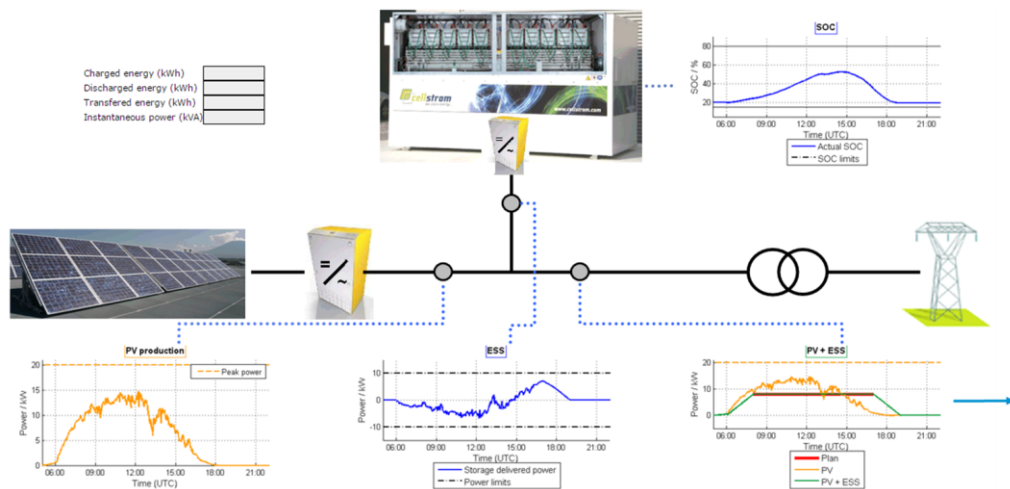 SOC
Charged energy (kWh)
Discharged energy (kWh)
Transfered energy (kWh)
Instantaneous power (kVA)
cellstrom
www.cellstrom.com
=
~
SOC / %
80
60
40
20
06:00 09:00 12:00 15:00 18:00 21:00
Time (UTC)
Actual SOC
SOC limits
=
~
PV production
Power / kW
20
15
10
5
0
Peak power
06:00 09:00 12:00 15:00 18:00 21:00
Time (UTC)
ESS
Power / kW
10
0
-10
06:00 09:00 12:00 15:00 18:00 21:00
Time (UTC)
Storage delivered power
Power limits
PV + ESS
Power / kW
20
10
0
06:00 09:00 12:00 15:00 18:00 21:00
Time (UTC)
Plan
PV
PV + ESS